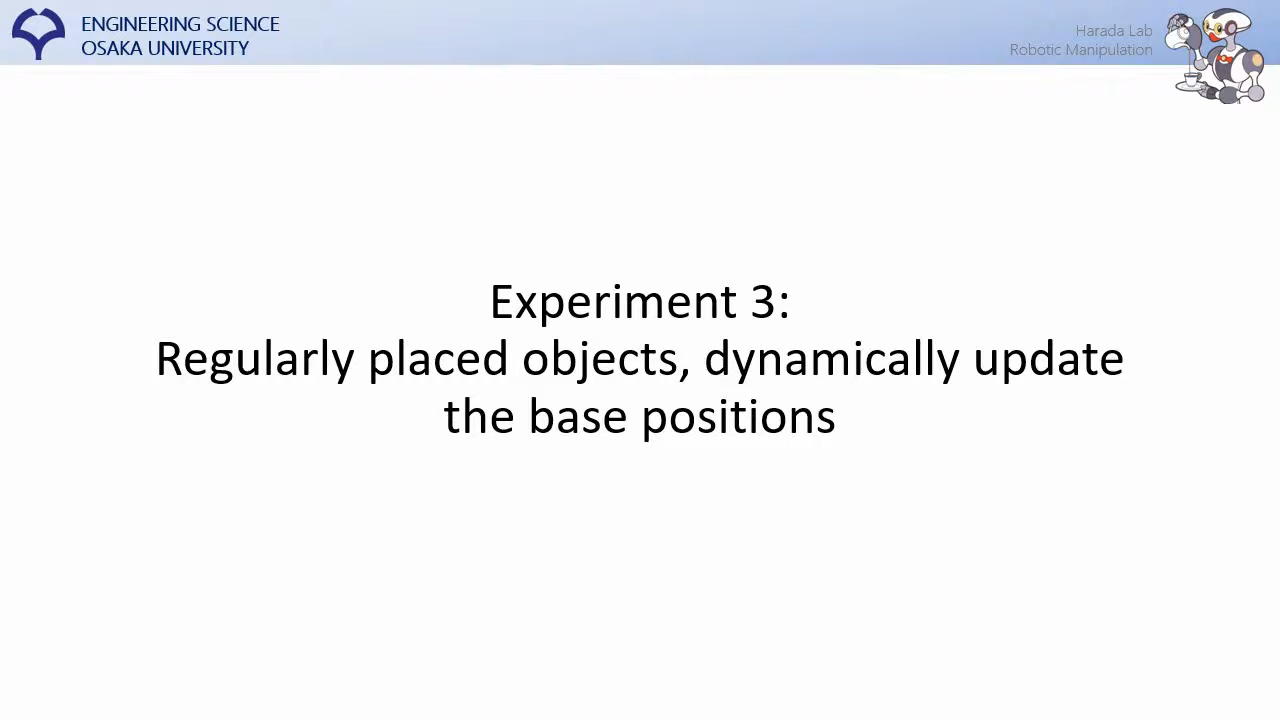 ENGINEERING SCIENCE
OSAKA UNIVERSITY
Harada Lab
Robotic Manipulation
Experiment 3:
Regularly placed objects, dynamically update
the base positions